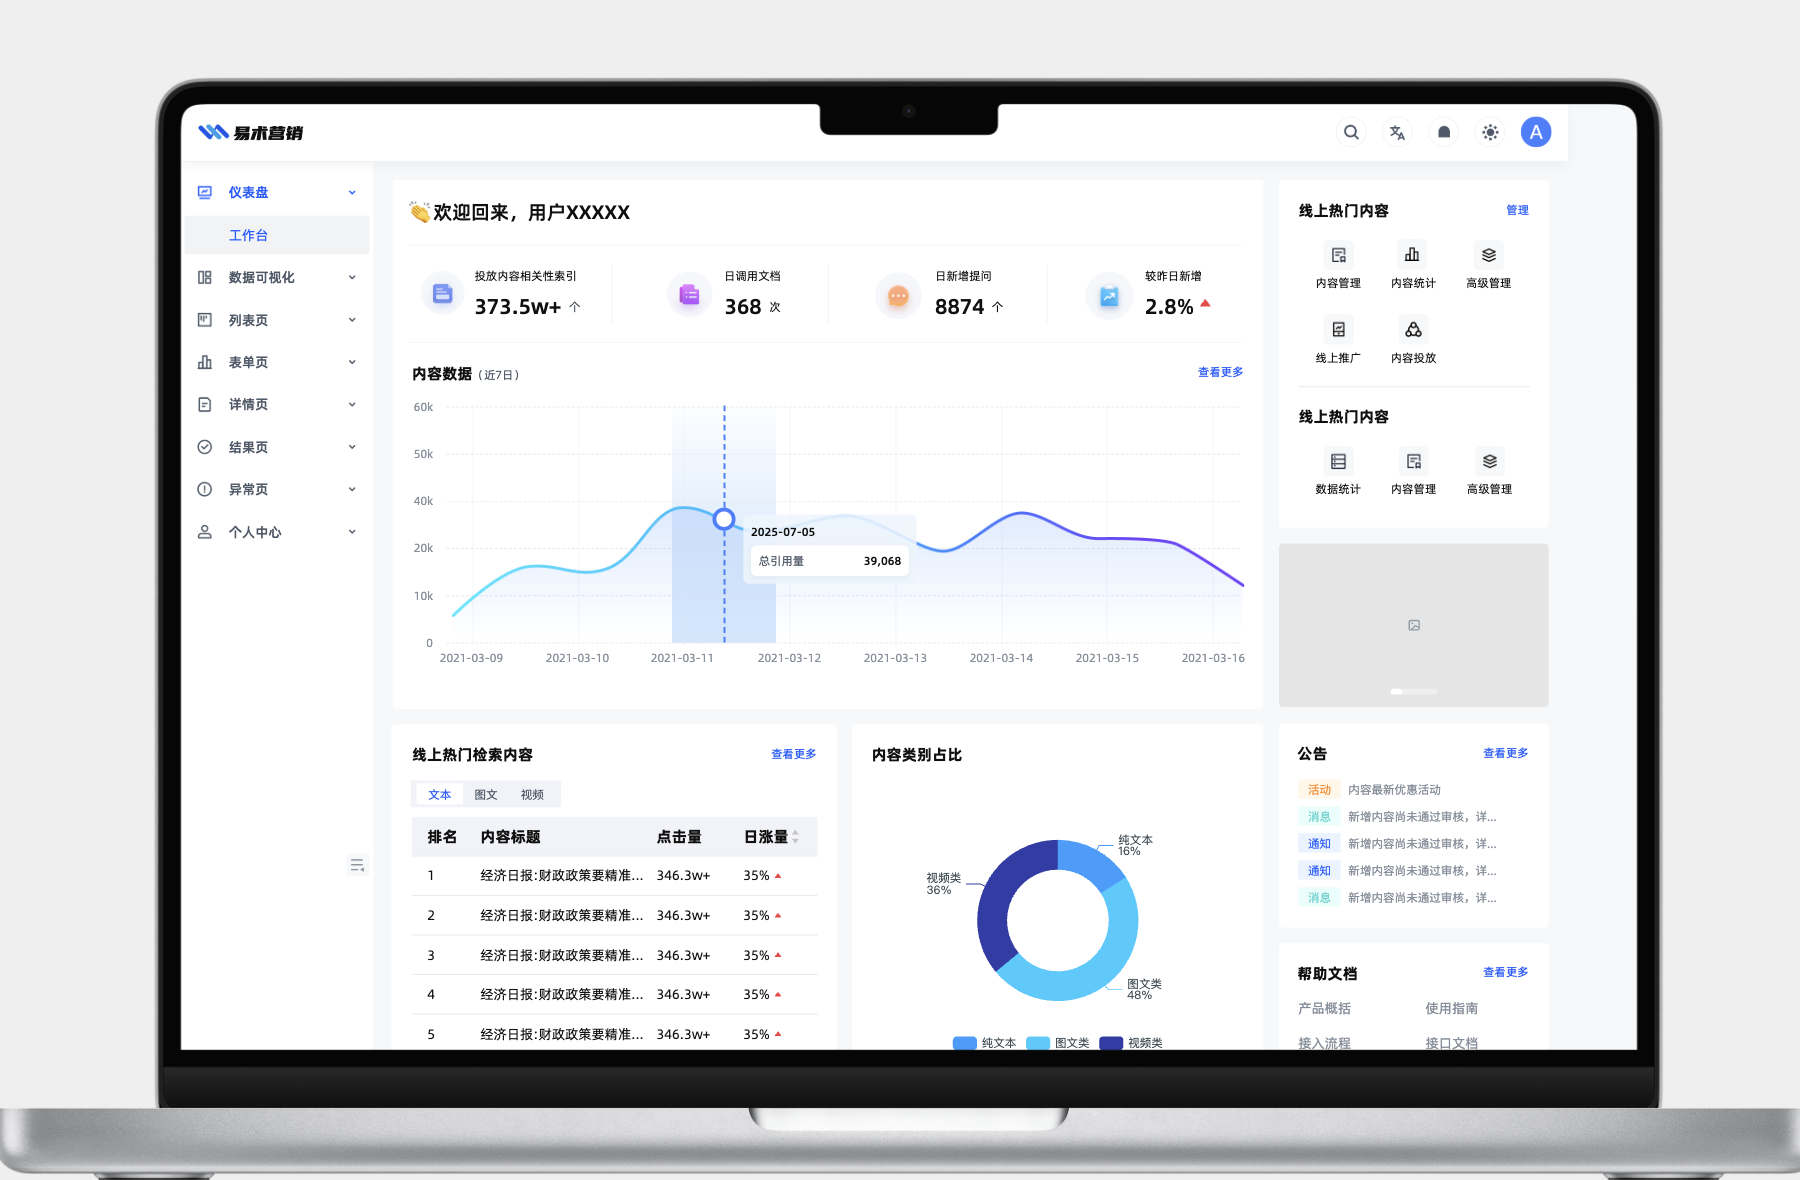 易术营销
A
仪表盘
工作台
数据可视化
列表页
表单页
详情页
结果页
异常页
个人中心
欢迎回来，用户XXXXX
投放内容相关性索引
373.5w+ 个
日调用文档
368 次
日新增提问
8874 个
较昨日新增
2.8%
内容数据（近7日）
查看更多
60k
50k
40k
20k
10k
0
2025-07-05
总引用量 39,068
2021-03-09 2021-03-10 2021-03-11 2021-03-12 2021-03-13 2021-03-14 2021-03-15 2021-03-16
线上热门内容 管理
内容管理 内容统计 高级管理
线上推广 内容投放
线上热门内容
数据统计 内容管理 高级管理
线上热门检索内容 查看更多
文本 图文 视频
排名 内容标题 点击量 日涨量
1 经济日报:财政政策要精准... 346.3w+ 35%
2 经济日报:财政政策要精准... 346.3w+ 35%
3 经济日报:财政政策要精准... 346.3w+ 35%
4 经济日报:财政政策要精准... 346.3w+ 35%
5 经济日报:财政政策要精准... 346.3w+ 35%
内容类别占比
纯文本
16%
视频类
36%
图文类
48%
纯文本 图文类 视频类
公告 查看更多
活动 内容最新优惠活动
消息 新增内容尚未通过审核，详...
通知 新增内容尚未通过审核，详...
通知 新增内容尚未通过审核，详...
消息 新增内容尚未通过审核，详...
帮助文档 查看更多
产品概括 使用指南
接入流程 接口文档